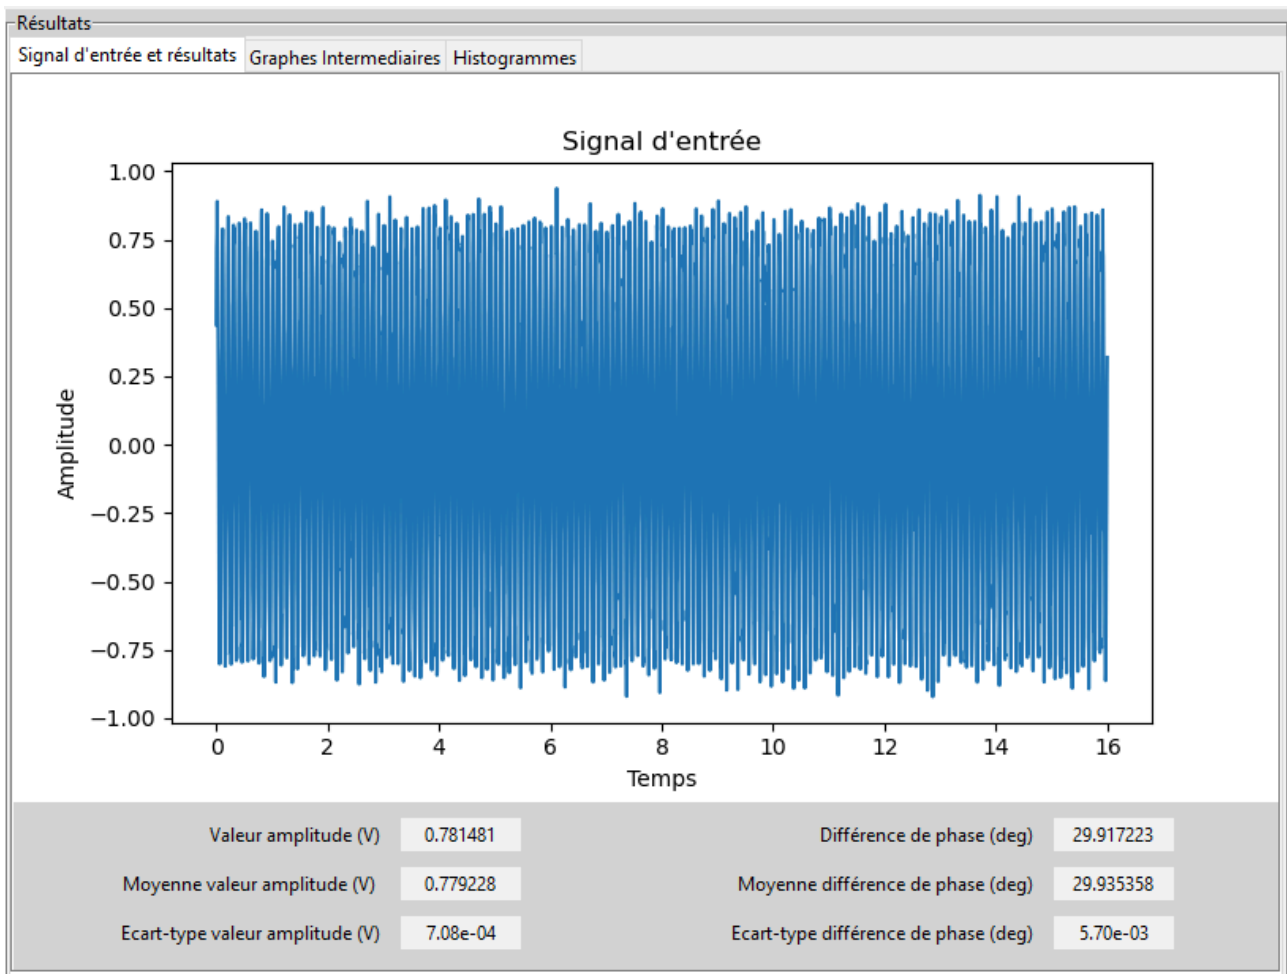 Résultats
Signal d'entrée et résultats Graphes Intermediaires Histogrammes
Signal d'entrée
1.00
0.75
0.50
0.25
0.00
−0.25
−0.50
−0.75
−1.00
Amplitude
0 2 4 6 8 10 12 14 16
Temps
Valeur amplitude (V) 0.781481 Différence de phase (deg) 29.917223
Moyenne valeur amplitude (V) 0.779228 Moyenne différence de phase (deg) 29.935358
Ecart-type valeur amplitude (V) 7.08e-04 Ecart-type différence de phase (deg) 5.70e-03